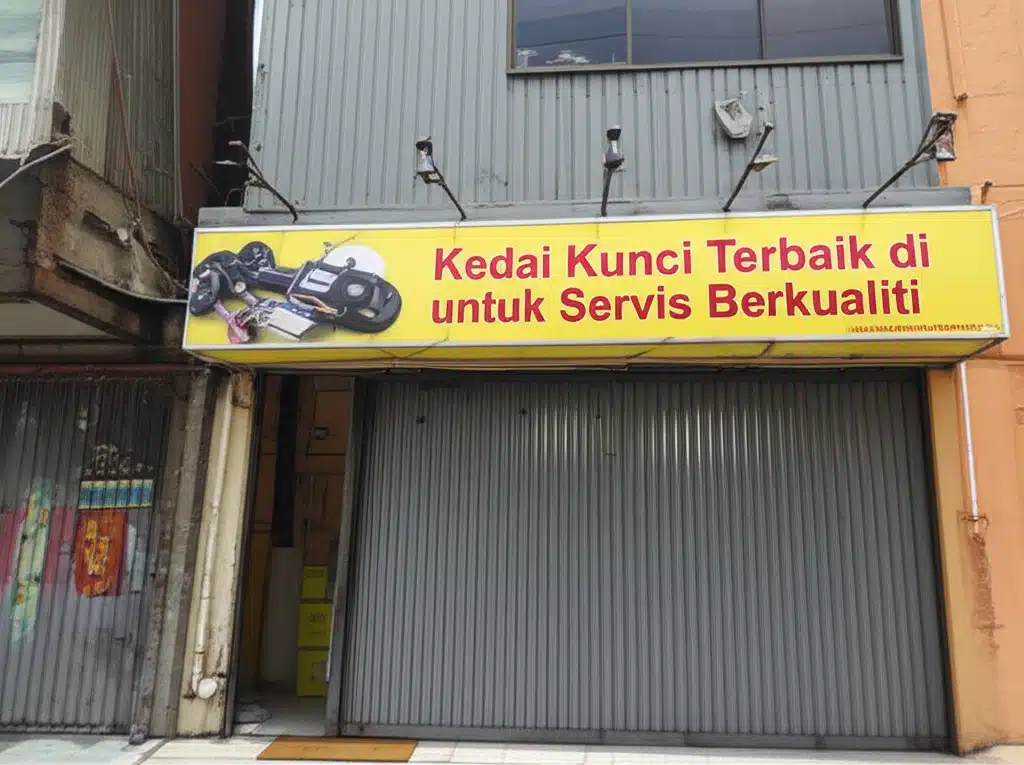 Kedai Kunci Terbaik di
untuk Servis Berkualiti